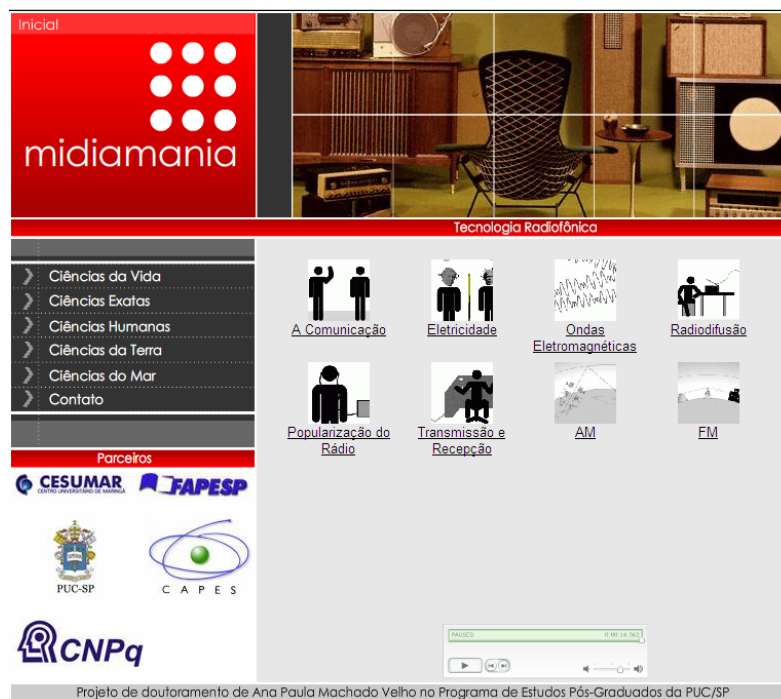 Inicial
midiamania
Tecnologia Radiofônica
Ciências da Vida
Ciências Exatas
Ciências Humanas
Ciências da Terra
Ciências do Mar
Contato
Parceiros
CESUMAR
CENTRO UNIVERSITÁRIO DE MARINGÁ
FAPESP
PUC-SP
CAPES
CNPq
A Comunicação
Eletricidade
Ondas
Eletromagnéticas
Radiodifusão
Popularização do
Rádio
Transmissão e
Recepção
AM
FM
PAUSED
0:00:16.562
Projeto de doutoramento de Ana Paula Machado Velho no Programa de Estudos Pós-Graduados da PUC/SP